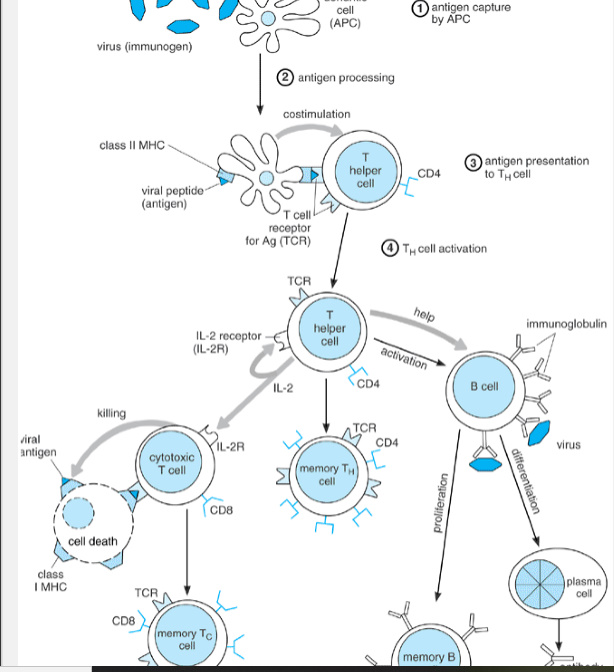 cell
(APC)
1 antigen capture
by APC
virus (immunogen)
2 antigen processing
costimulation
class II MHC
T
helper
cell
CD4
3 antigen presentation
to TH cell
viral peptide
(antigen)
T cell
receptor
for Ag (TCR)
4 TH cell activation
TCR
help
T
helper
cell
IL-2 receptor
(IL-2R)
activation
immunoglobulin
IL-2
CD4
B cell
killing
viral
antigen
IL-2R
TCR
CD4
virus
cytotoxic
T cell
memory TH
cell
CD8
proliferation
differentiation
cell death
class
I MHC
plasma
cell
TCR
CD8
memory TC
cell
memory B